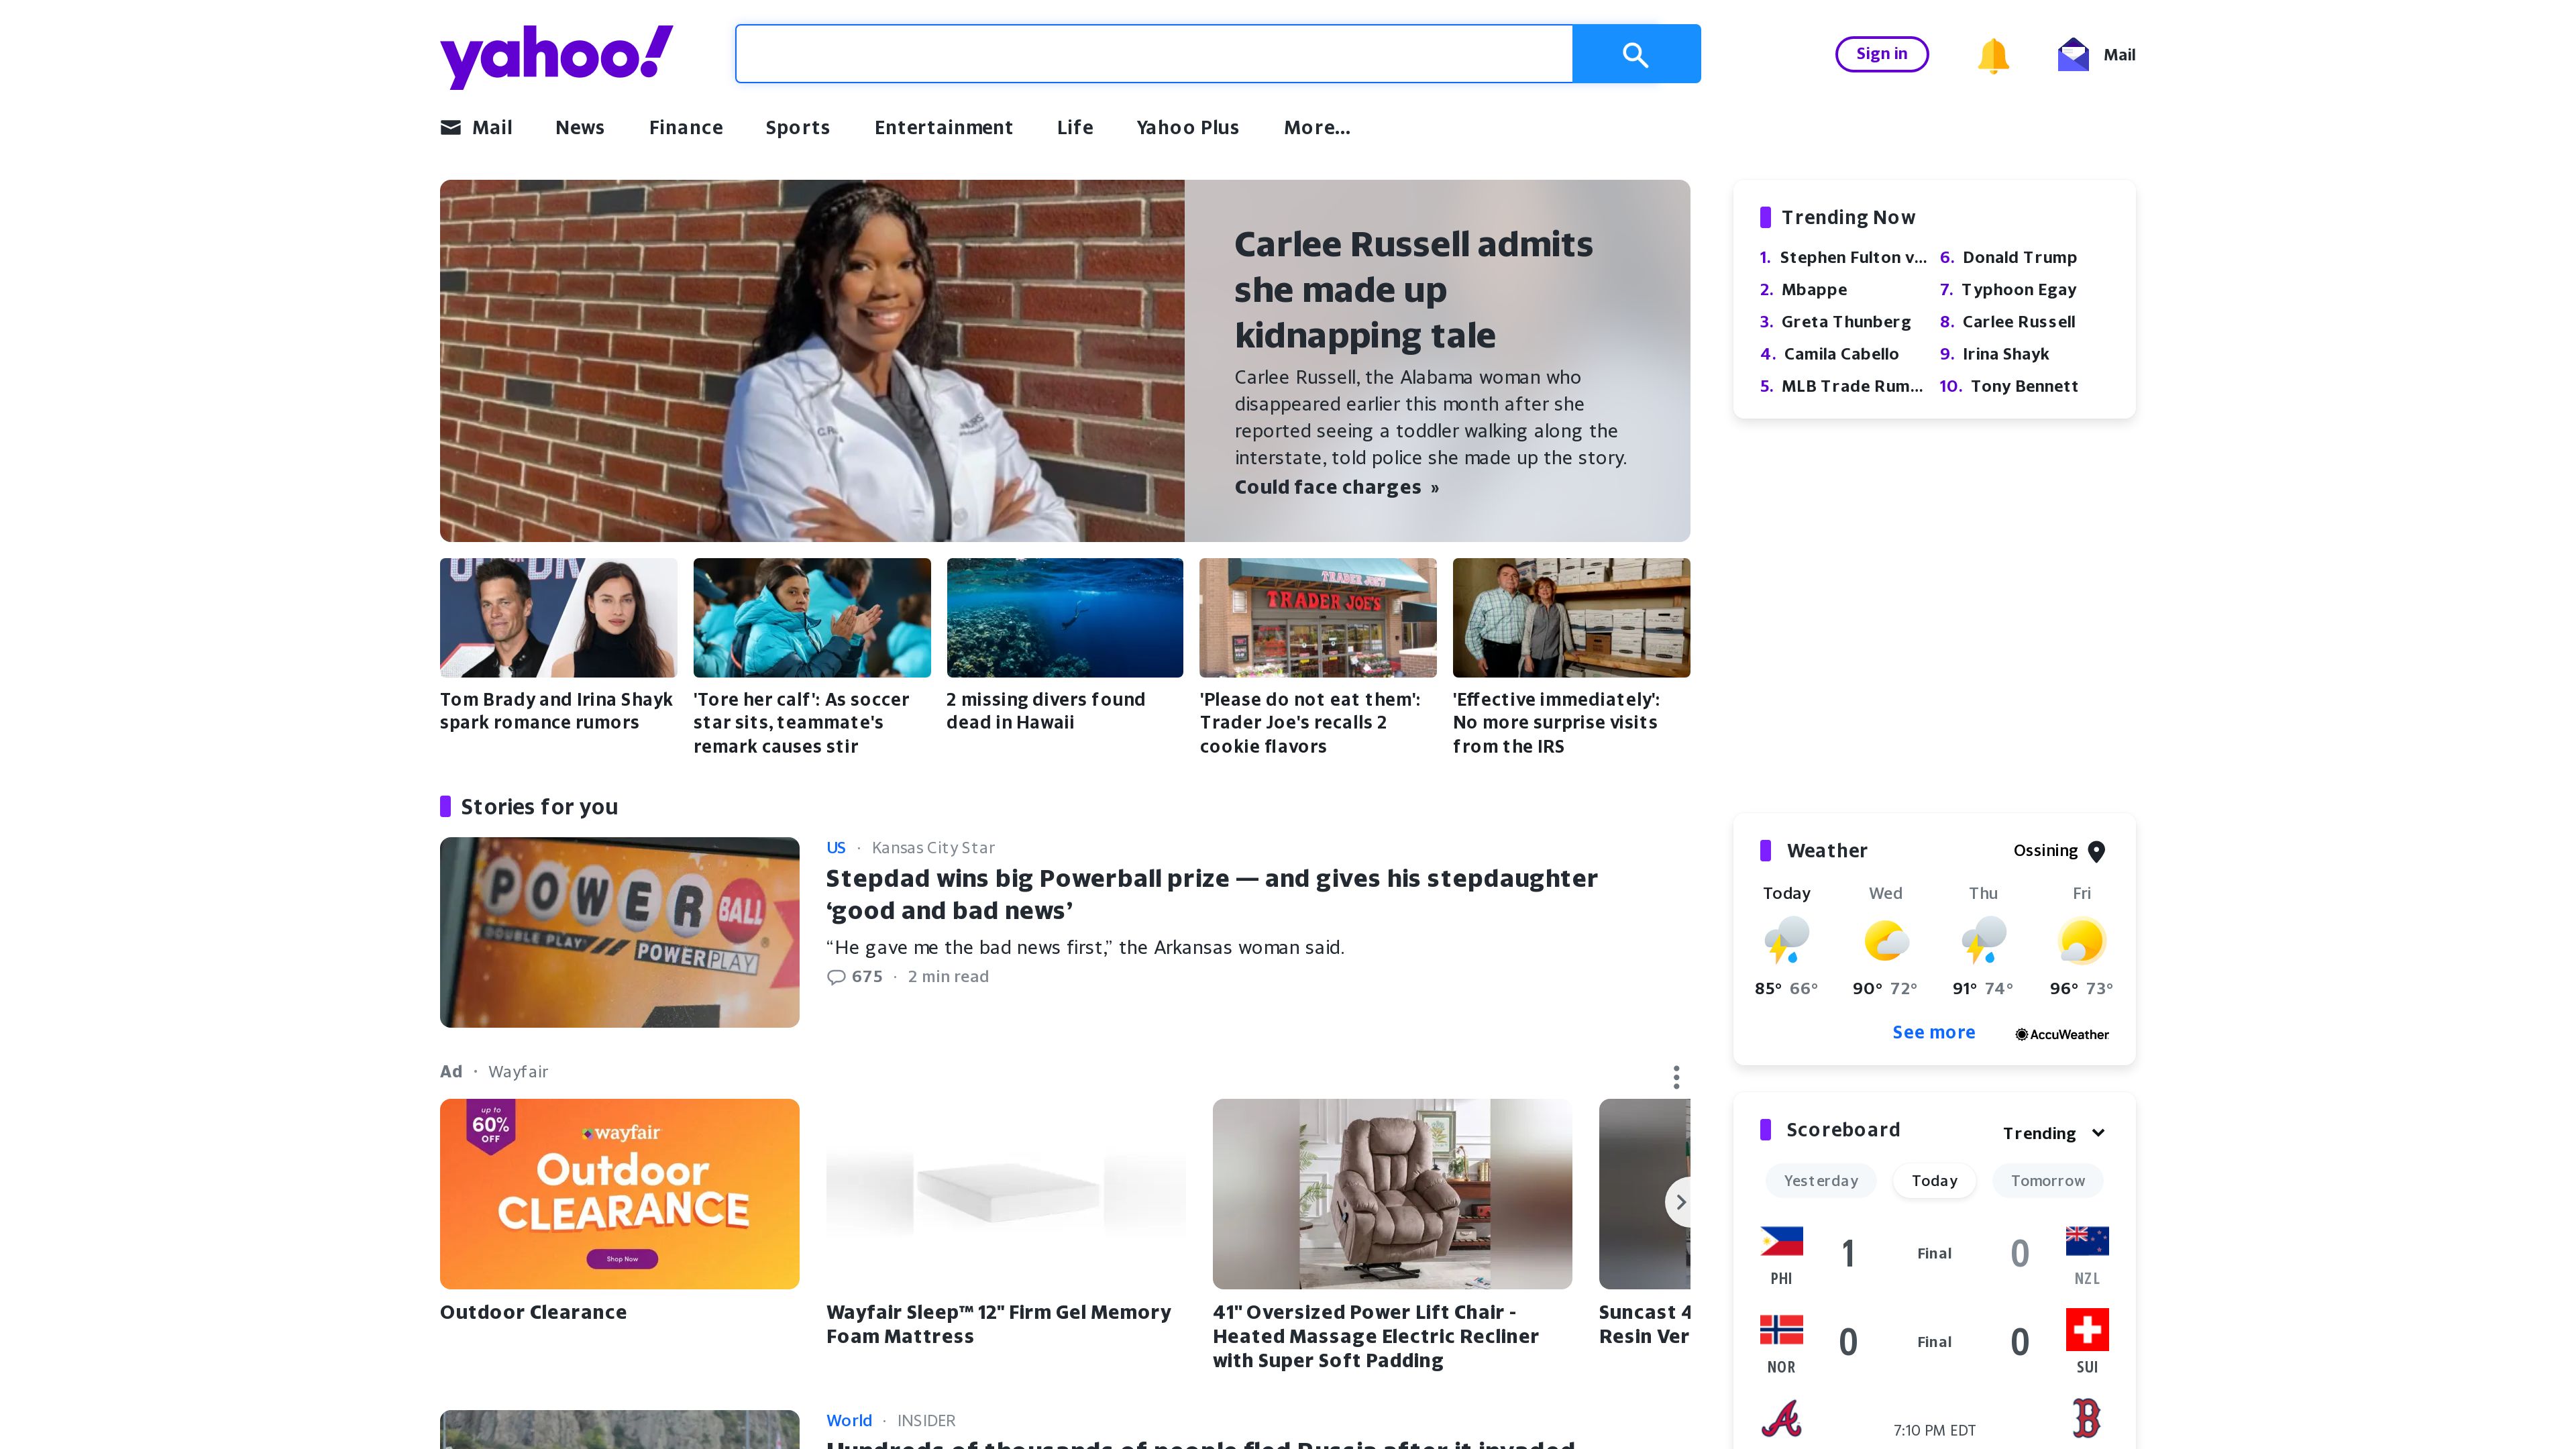 yahoo!
Sign in
Mail
Mail News Finance Sports Entertainment Life Yahoo Plus More...
Carlee Russell admits
she made up
kidnapping tale
Carlee Russell, the Alabama woman who
disappeared earlier this month after she
reported seeing a toddler walking along the
interstate, told police she made up the story.
Could face charges »
Trending Now
1. Stephen Fulton v...
2. Mbappe
3. Greta Thunberg
4. Camila Cabello
5. MLB Trade Rum...
6. Donald Trump
7. Typhoon Egay
8. Carlee Russell
9. Irina Shayk
10. Tony Bennett
TRADER JOE'S
Tom Brady and Irina Shayk
spark romance rumors
'Tore her calf': As soccer
star sits, teammate's
remark causes stir
2 missing divers found
dead in Hawaii
'Please do not eat them':
Trader Joe's recalls 2
cookie flavors
'Effective immediately':
No more surprise visits
from the IRS
Stories for you
POWER BALL
DOUBLE PLAY
POWERPLAY
US · Kansas City Star
Stepdad wins big Powerball prize — and gives his stepdaughter
‘good and bad news’
“He gave me the bad news first,” the Arkansas woman said.
675 · 2 min read
Weather
Ossining
Today Wed Thu Fri
85° 66° 90° 72° 91° 74° 96° 73°
See more
AccuWeather
Ad · Wayfair
up to
60%
OFF
wayfair
Outdoor
CLEARANCE
Shop Now
Outdoor Clearance
Wayfair Sleep™ 12" Firm Gel Memory
Foam Mattress
41" Oversized Power Lift Chair -
Heated Massage Electric Recliner
with Super Soft Padding
Suncast 4
Resin Ver
Scoreboard
Trending
Yesterday Today Tomorrow
1 Final 0
PHI NZL
0 Final 0
NOR SUI
7:10 PM EDT
World · INSIDER
Hundreds of thousands of people fled Russia after it invaded